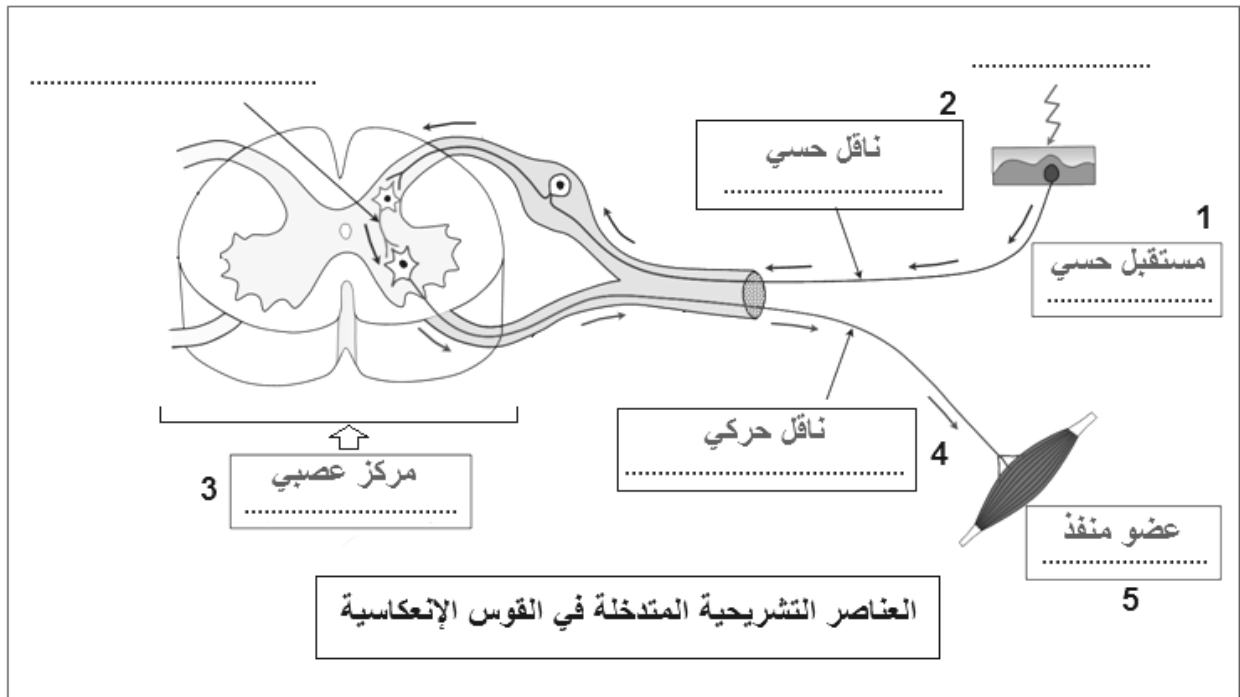 ................................
....................
2
ناقل حسي
................................
1
مستقبل حسي
................................
ناقل حركي
................................
4
مركز عصبي
................................
3
عضو منفذ
................................
5
العناصر التشريحية المتدخلة في القوس الإنعكاسية